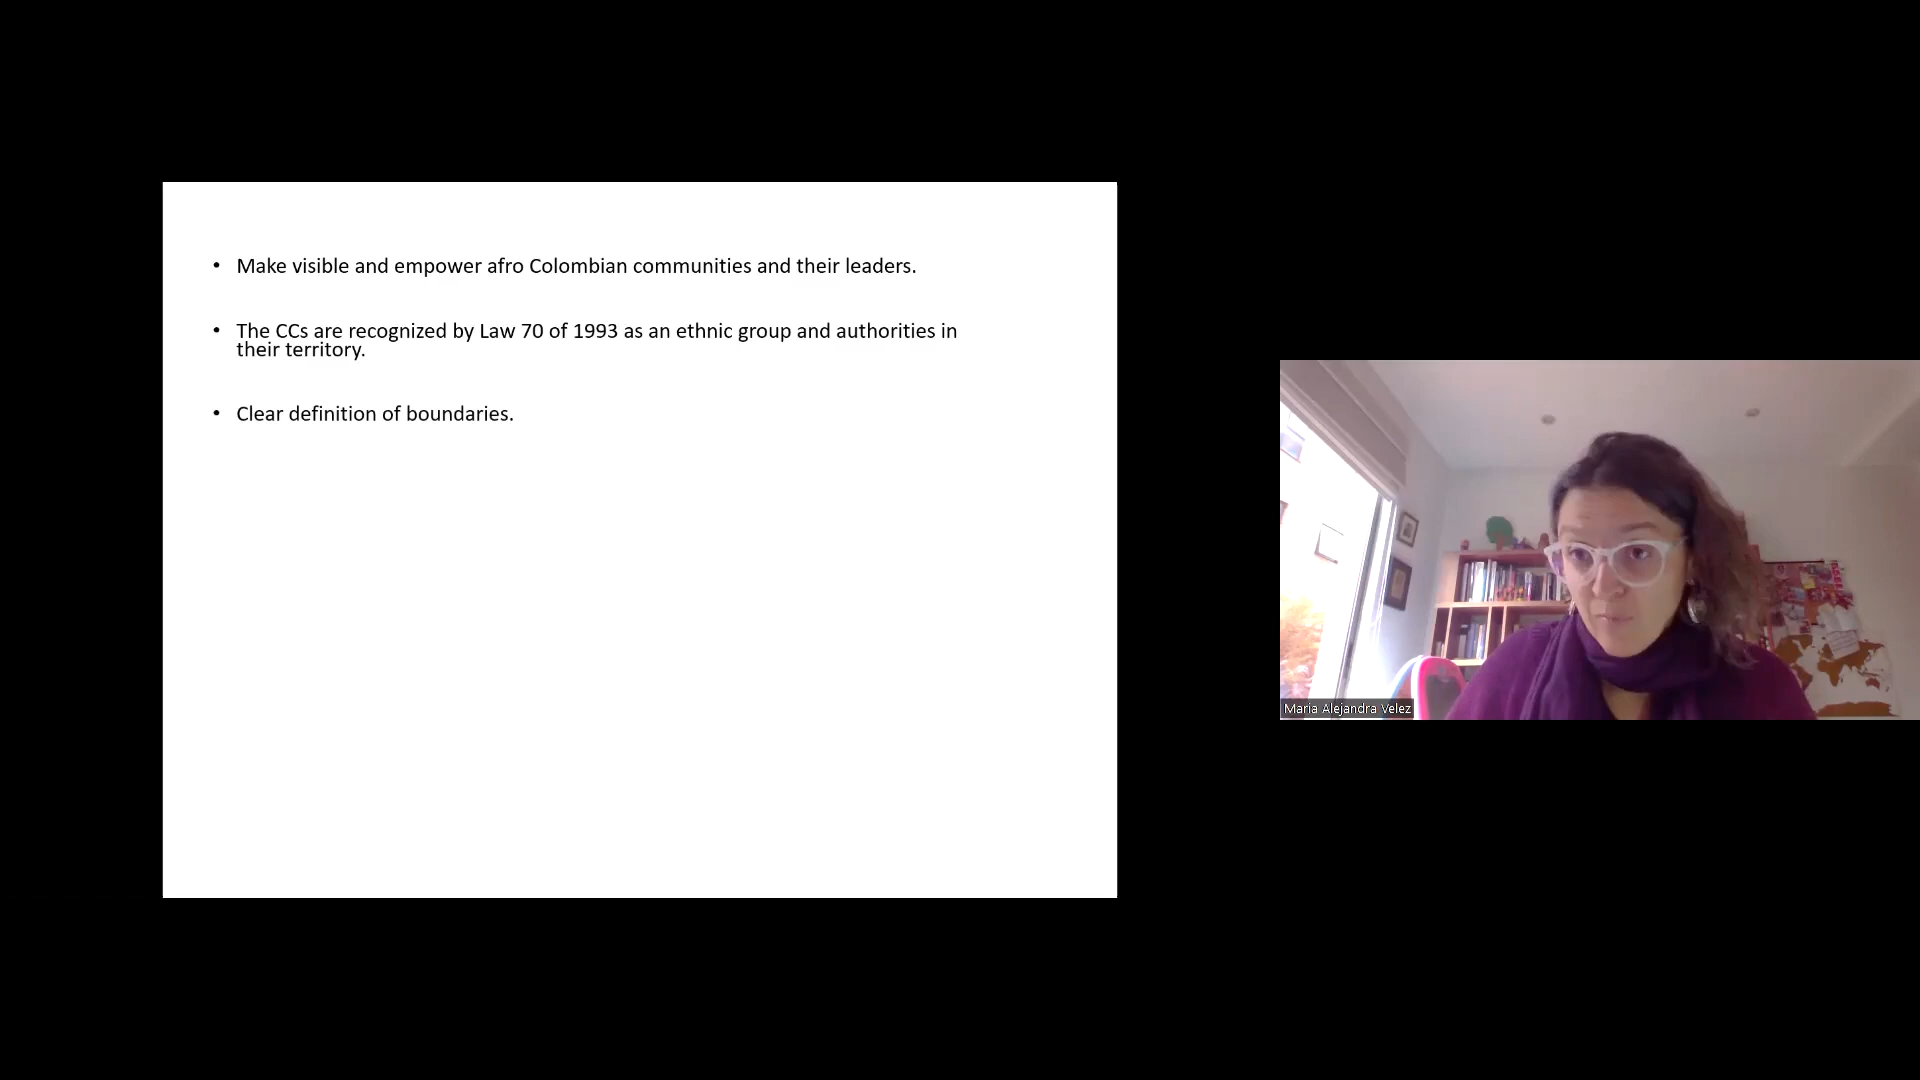 • Make visible and empower afro Colombian communities and their leaders.
• The CCs are recognized by Law 70 of 1993 as an ethnic group and authorities in
their territory.
• Clear definition of boundaries.
Maria Alejandra Velez